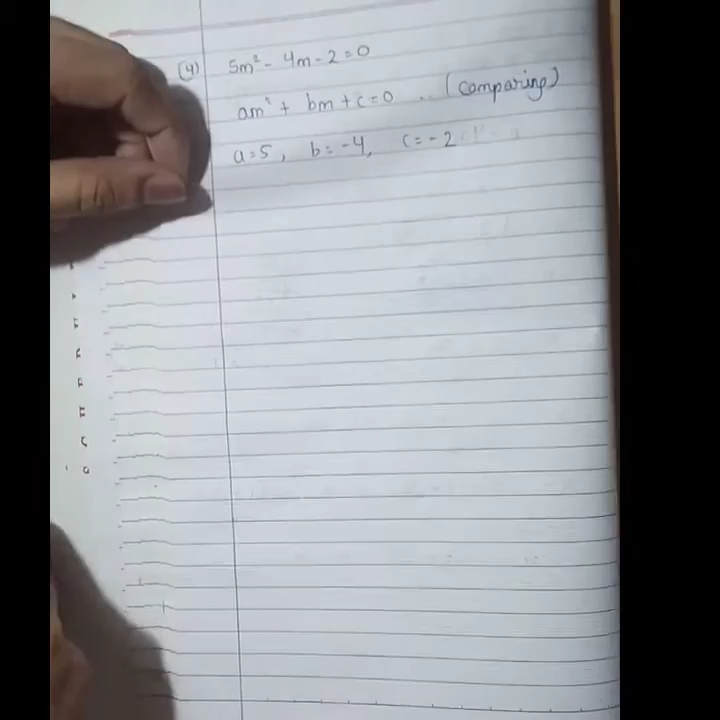 (4) 5m² - 4m - 2 = 0
am² + bm + c = 0 .. (comparing)
a = 5, b = -4, c = - 2